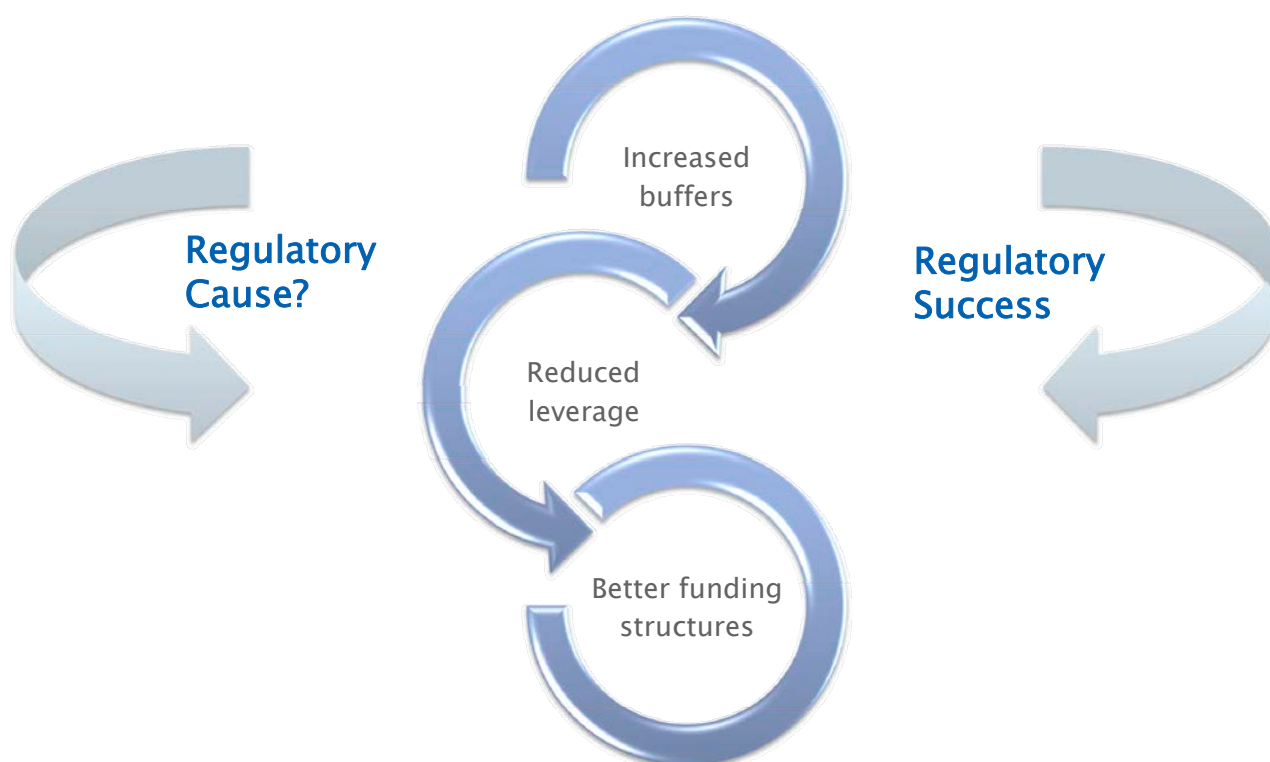 Increased
buffers
Regulatory
Cause?
Regulatory
Success
Reduced
leverage
Better funding
structures